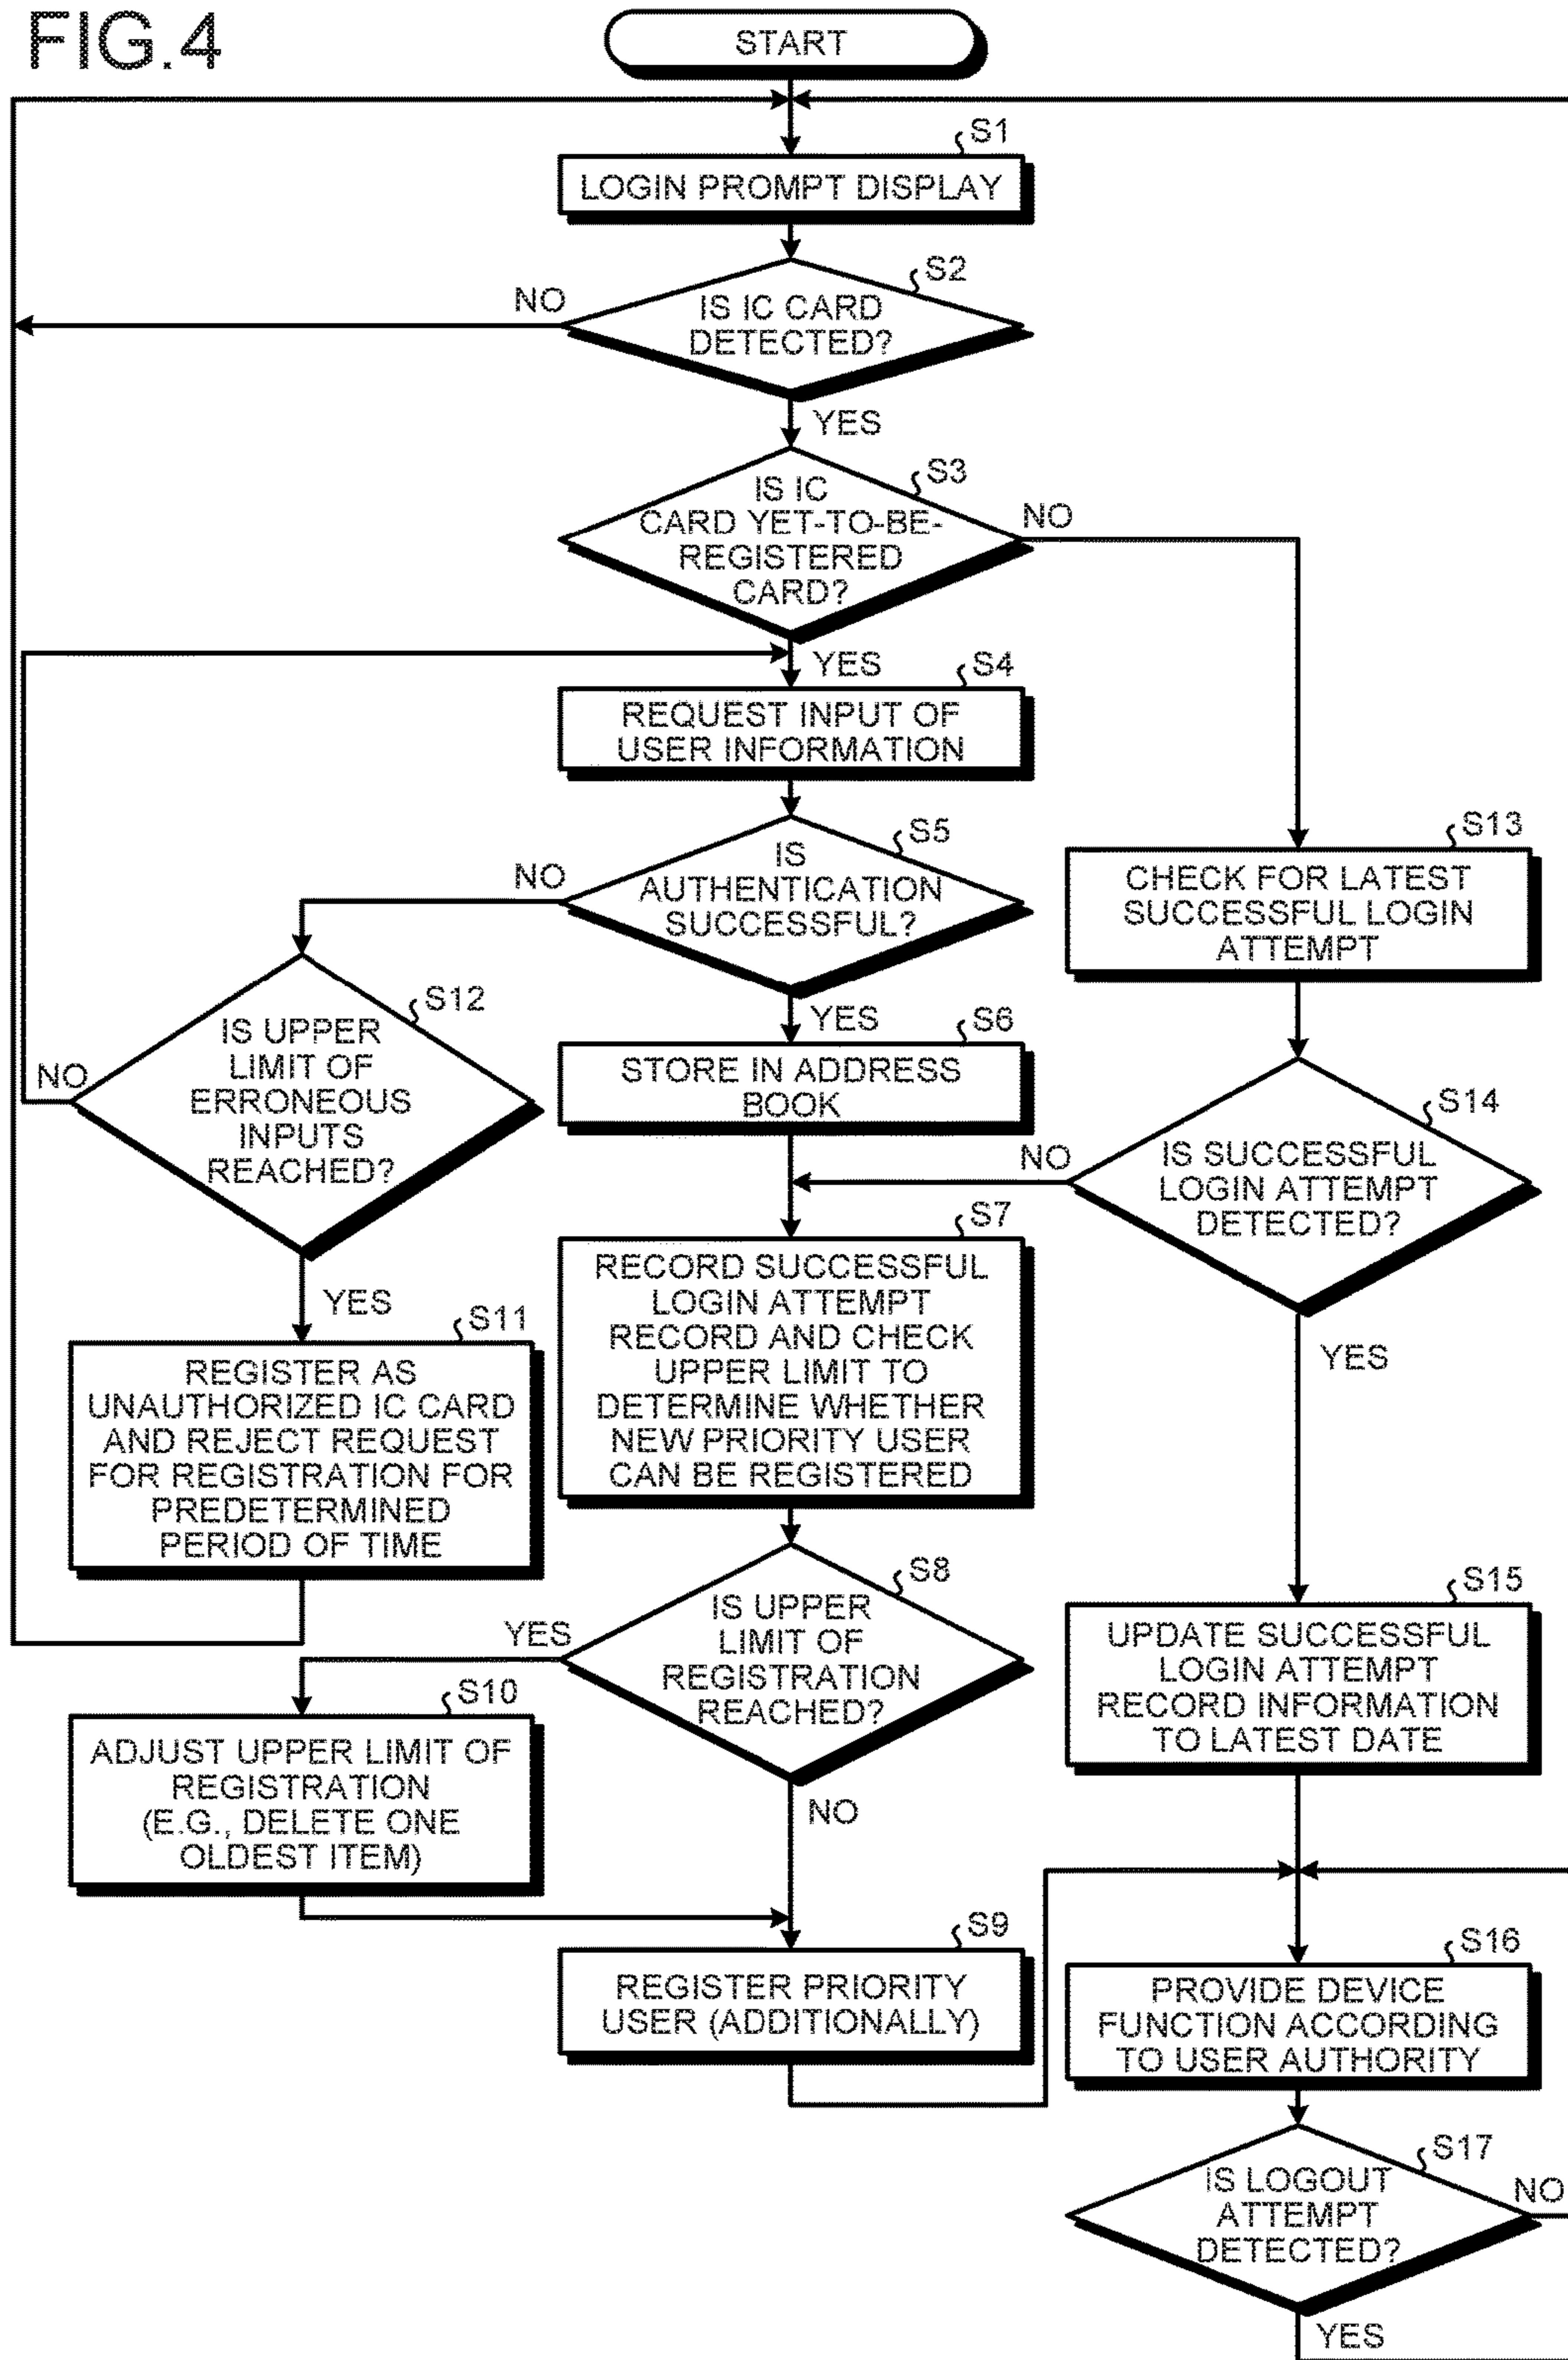 FIG.4
START
S1
LOGIN PROMPT DISPLAY
S2
NO
IS IC CARD
DETECTED?
YES
S3
IS IC
CARD YET-TO-BE-
REGISTERED
CARD?
NO
YES
S4
REQUEST INPUT OF
USER INFORMATION
S5
NO
IS
AUTHENTICATION
SUCCESSFUL?
S13
CHECK FOR LATEST
SUCCESSFUL LOGIN
ATTEMPT
S12
NO
IS UPPER
LIMIT OF
ERRONEOUS
INPUTS
REACHED?
YES
S6
STORE IN ADDRESS
BOOK
S14
NO
IS SUCCESSFUL
LOGIN ATTEMPT
DETECTED?
S7
RECORD SUCCESSFUL
LOGIN ATTEMPT
RECORD AND CHECK
UPPER LIMIT TO
DETERMINE WHETHER
NEW PRIORITY USER
CAN BE REGISTERED
YES
S11
REGISTER AS
UNAUTHORIZED IC CARD
AND REJECT REQUEST
FOR REGISTRATION FOR
PREDETERMINED
PERIOD OF TIME
YES
S8
YES
IS UPPER
LIMIT OF
REGISTRATION
REACHED?
S15
UPDATE SUCCESSFUL
LOGIN ATTEMPT
RECORD INFORMATION
TO LATEST DATE
S10
ADJUST UPPER LIMIT OF
REGISTRATION
(E.G., DELETE ONE
OLDEST ITEM)
NO
S9
REGISTER PRIORITY
USER (ADDITIONALLY)
S16
PROVIDE DEVICE
FUNCTION ACCORDING
TO USER AUTHORITY
S17
IS LOGOUT
ATTEMPT
DETECTED?
NO
YES